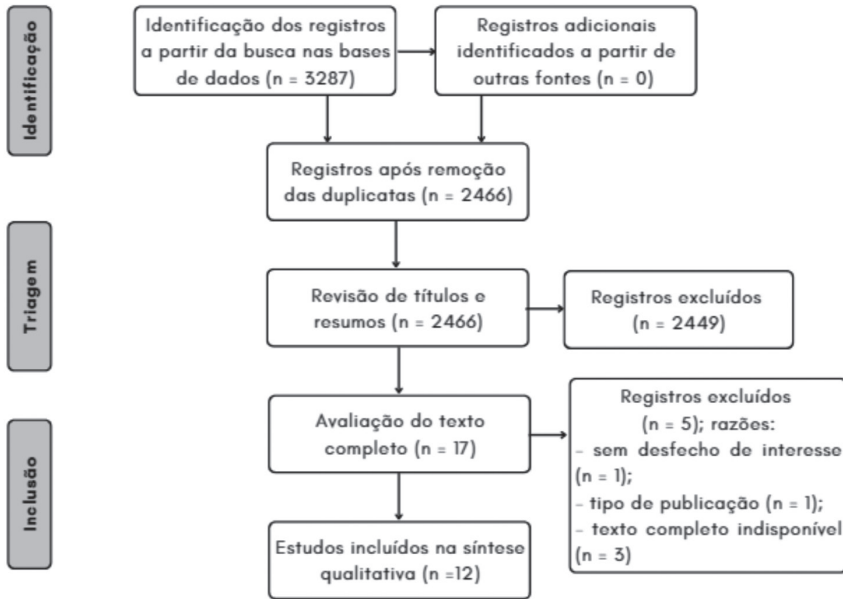 Identificação
Identificação dos registros
a partir da busca nas bases
de dados (n = 3287)
Registros adicionais
identificados a partir de
outras fontes (n = 0)
Registros após remoção
das duplicatas (n = 2466)
Triagem
Revisão de títulos e
resumos (n = 2466)
Registros excluídos
(n = 2449)
Inclusão
Avaliação do texto
completo (n = 17)
Registros excluídos
(n = 5); razões:
- sem desfecho de interesse
(n = 1);
- tipo de publicação (n = 1);
- texto completo indisponível
(n = 3)
Estudos incluídos na síntese
qualitativa (n =12)